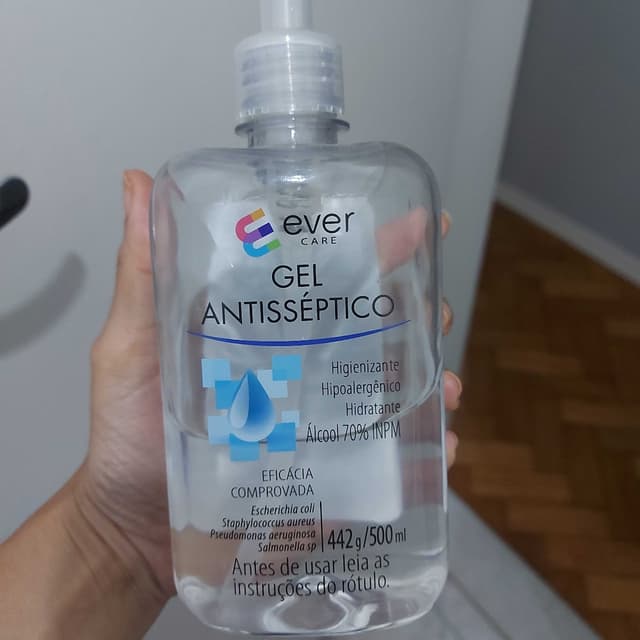 ever
CARE
GEL
ANTISSÉPTICO
Higienizante
Hipoalergênico
Hidratante
Álcool 70% INPM
EFICÁCIA
COMPROVADA
Escherichia coli
Staphylococcus aureus
Pseudomonas aeruginosa
Salmonella sp
442g/500ml
Antes de usar leia as
instruções do rótulo.